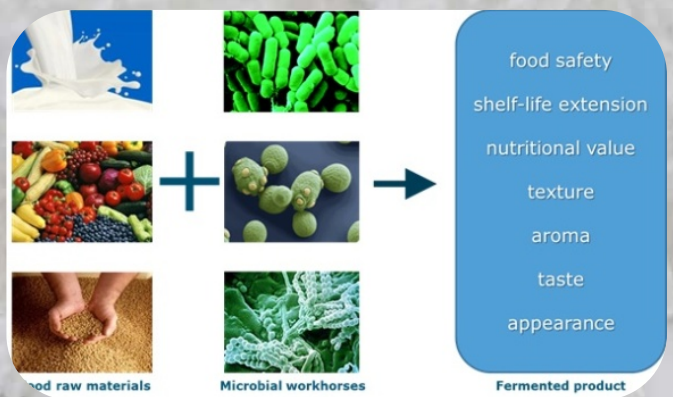 food safety
shelf-life extension
nutritional value
texture
aroma
taste
appearance
ood raw materials
Microbial workhorses
Fermented product